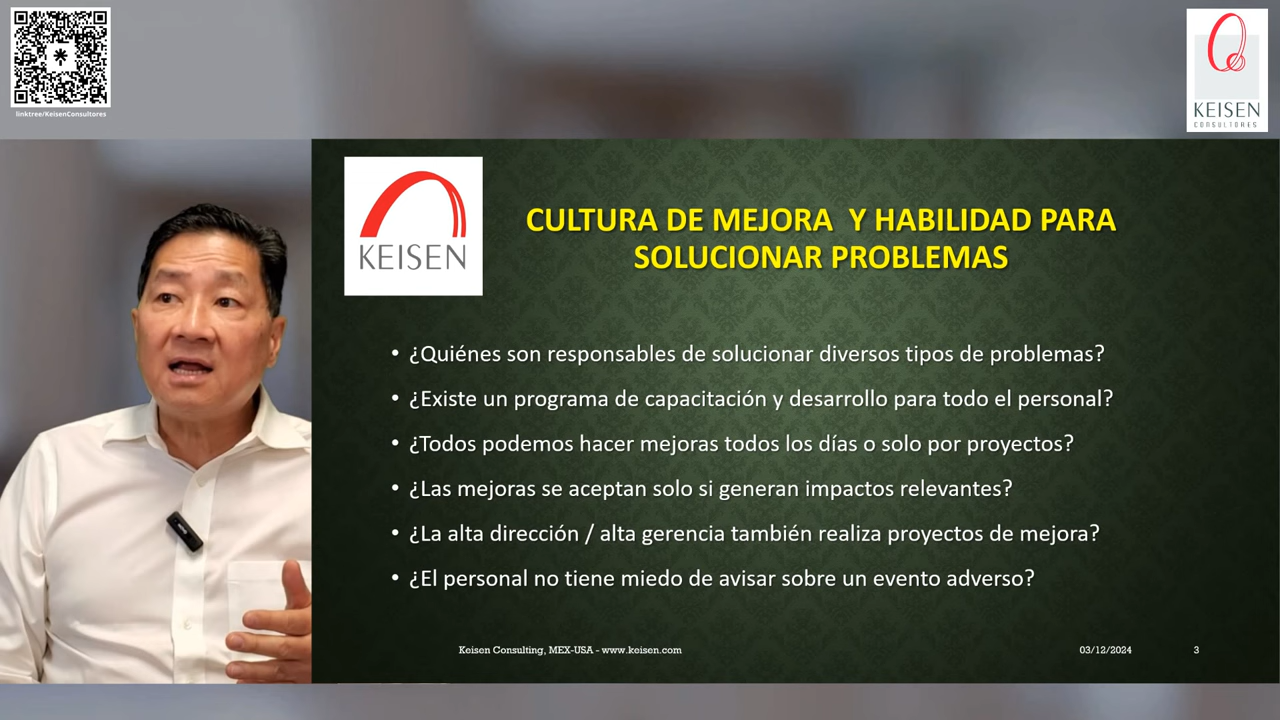 linktree/KeisenConsultores
KEISEN
CONSULTORES
KEISEN
CULTURA DE MEJORA  Y HABILIDAD PARA
SOLUCIONAR PROBLEMAS
• ¿Quiénes son responsables de solucionar diversos tipos de problemas?
• ¿Existe un programa de capacitación y desarrollo para todo el personal?
• ¿Todos podemos hacer mejoras todos los días o solo por proyectos?
• ¿Las mejoras se aceptan solo si generan impactos relevantes?
• ¿La alta dirección / alta gerencia también realiza proyectos de mejora?
• ¿El personal no tiene miedo de avisar sobre un evento adverso?
Keisen Consulting, MEX-USA - www.keisen.com
03/12/2024
3